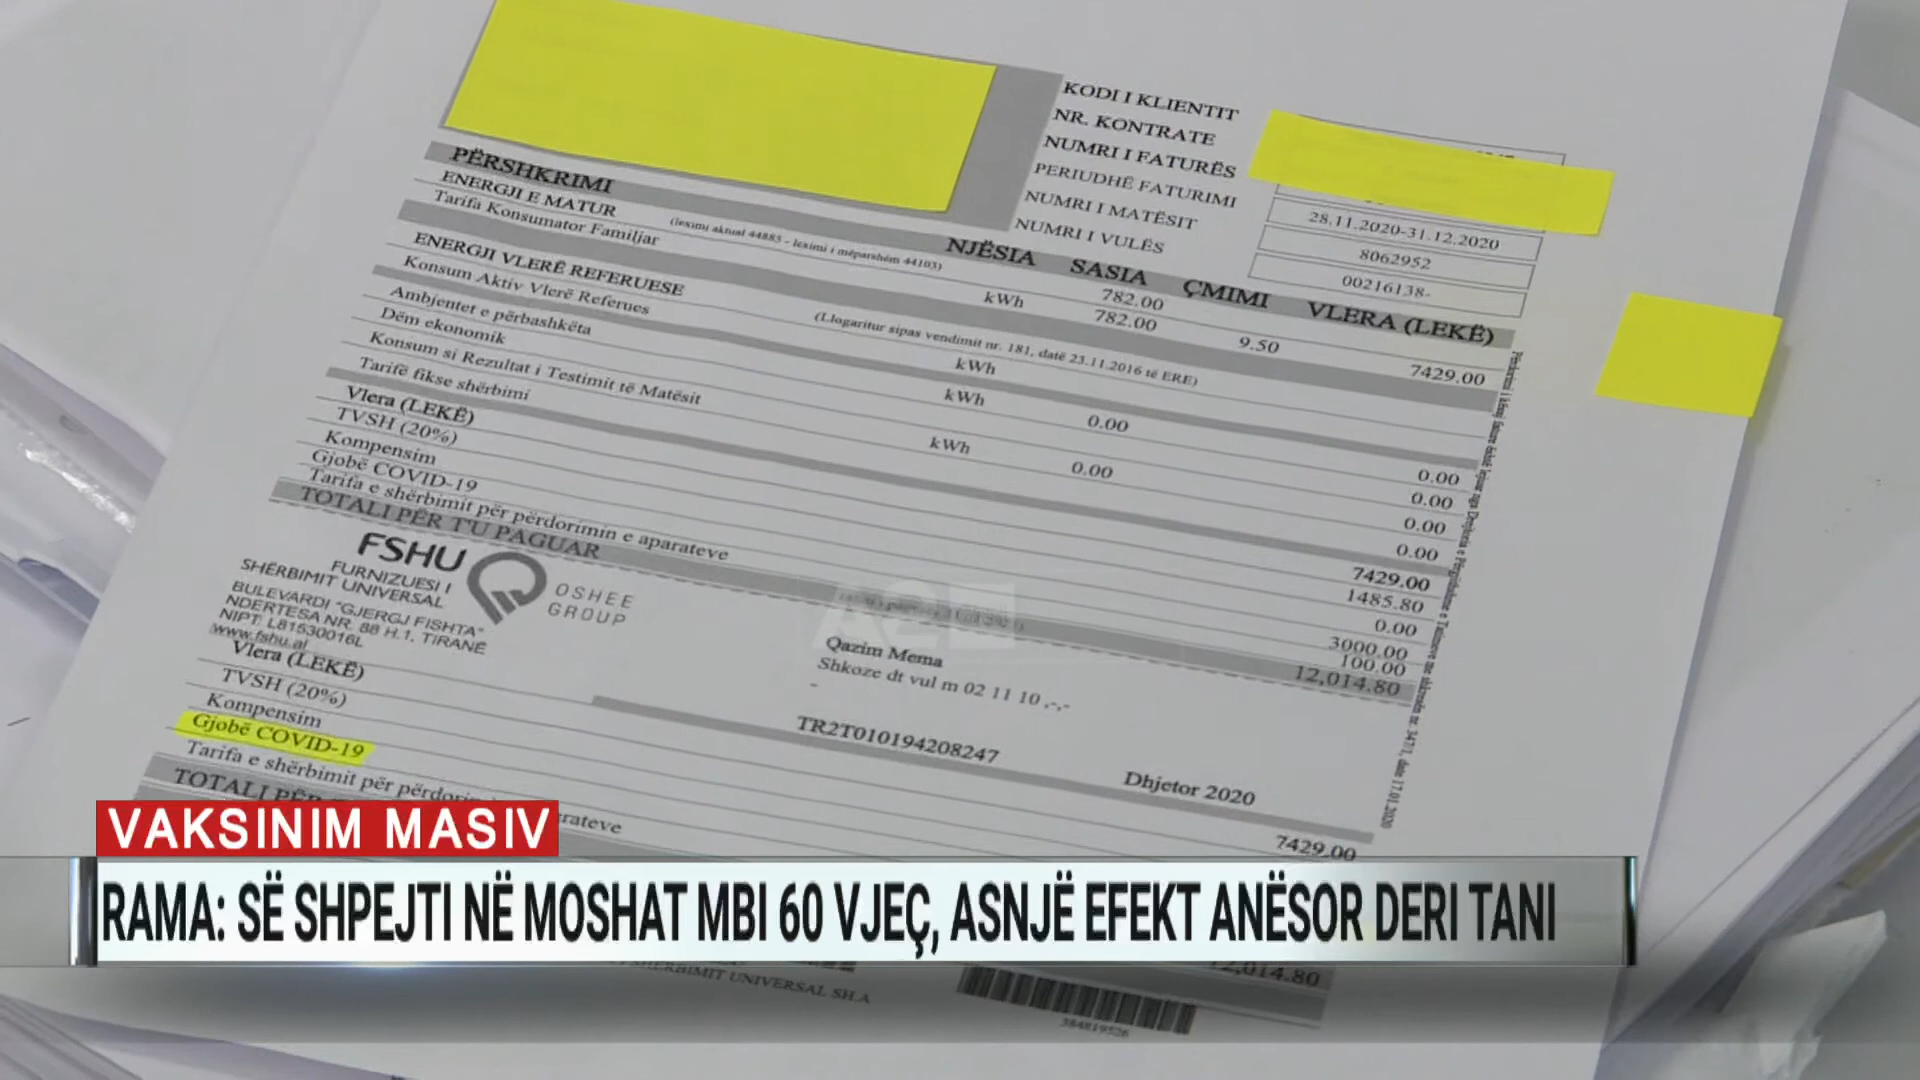 KODI I KLIENTIT
NR. KONTRATE
NUMRI I FATURËS
PERIUDHË FATURIMI 28.11.2020-31.12.2020
NUMRI I MATËSIT 8062952
NUMRI I VULËS 00216138-
PËRSHKRIMI NJËSIA SASIA ÇMIMI VLERA (LEKË)
ENERGJI E MATUR (leximi aktual 44885 - leximi i mëparshëm 44103) kWh 782.00
Tarifa Konsumator Familjar 782.00 9.50 7429.00
ENERGJI VLERË REFERUESE (Llogaritur sipas vendimit nr. 181, datë 23.11.2016 të ERE)
Konsum Aktiv Vlerë Referues kWh
Ambjenter e përbashkëta kWh 0.00 0.00
Dëm ekonomik 0.00
Konsum si Rezultat i Testimit të Matësit kWh 0.00 0.00
Tarifë fikse shërbimi 0.00
Vlera (LEKË) 7429.00
TVSH (20%) 1485.80
Kompensim 0.00
Gjobë COVID-19 3000.00
Tarifa e shërbimit për përdorimin e aparateve 100.00
TOTALI PËR T'U PAGUAR 12,014.80
FSHU
FURNIZUESI I
SHËRBIMIT UNIVERSAL
OSHEE
GROUP
BULEVARDI "GJERGJ FISHTA"
NDËRTESA NR. 88 H.1, TIRANË
NIPT: L81530016L
www.fshu.al
Qazim Mema
Shkoze dt vul m 02 11 10 ,-,-
-
TR2T010194208247
Dhjetor 2020
Vlera (LEKË) 7429.00
TVSH (20%)
Kompensim
Gjobë COVID-19
Tarifa e shërbimit për përdorimin aparateve
TOTALI PËR
12,014.80
SHËRBIMIT UNIVERSAL SH.A
384819526
A2
VAKSINIM MASIV
RAMA: SË SHPEJTI NË MOSHAT MBI 60 VJEÇ, ASNJË EFEKT ANËSOR DERI TANI